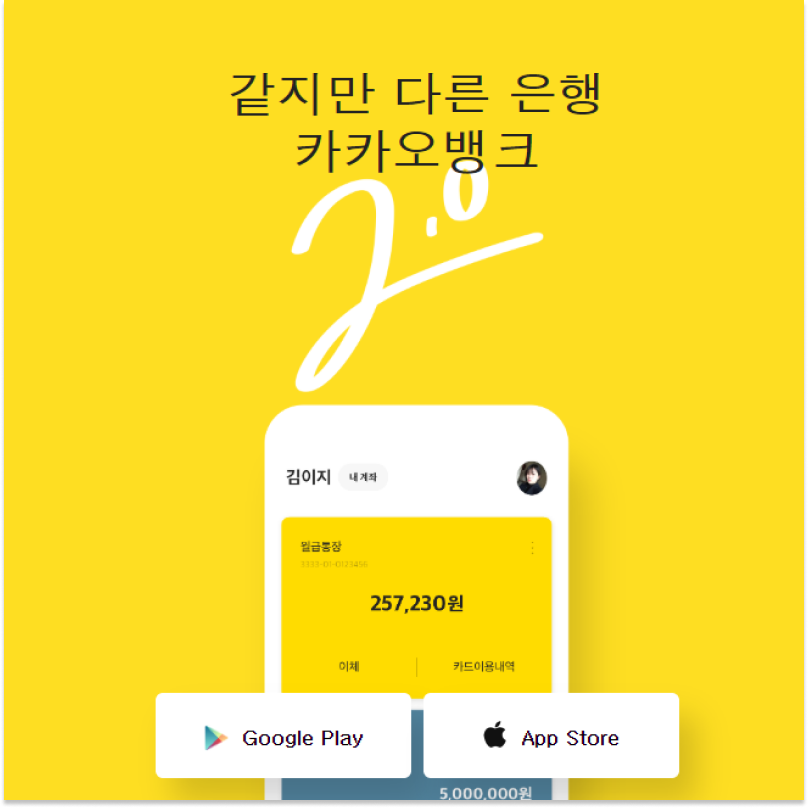 같지만 다른 은행
카카오뱅크
2.0
김이지 내 계좌
월급통장
3333-01-0123456
257,230원
이체 카드이용내역
Google Play App Store
5,000,000원